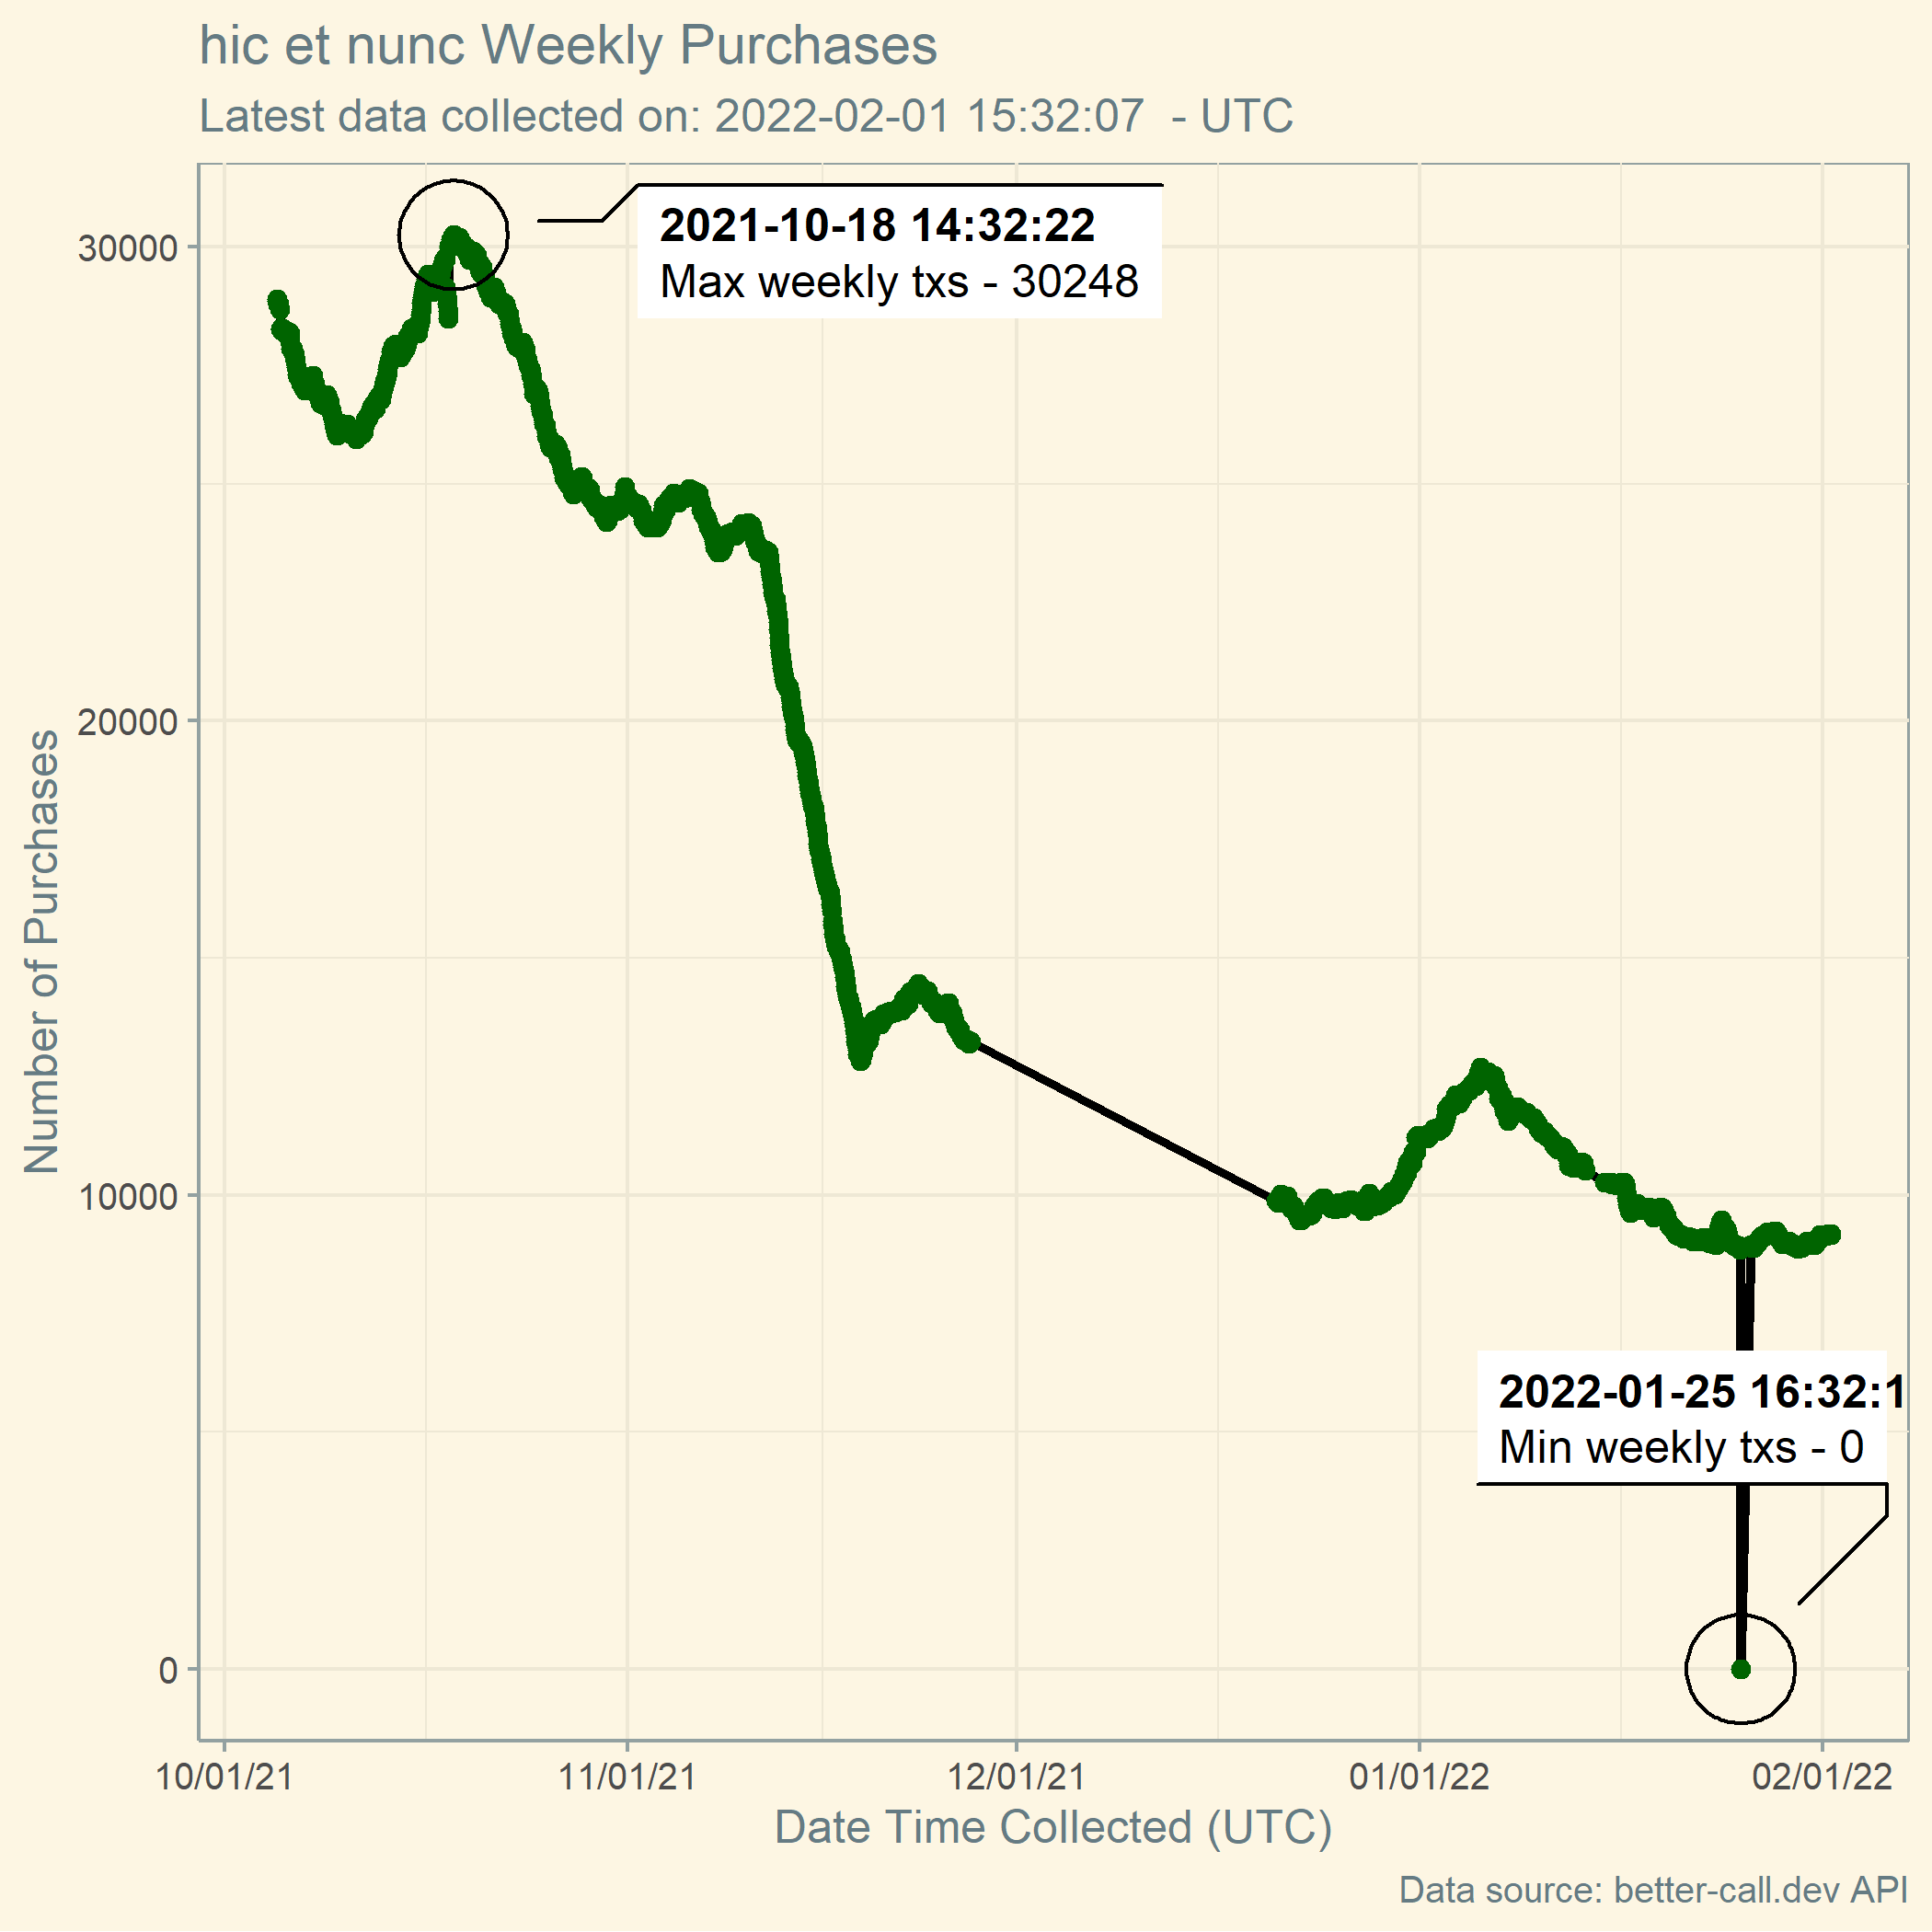 hic et nunc Weekly Purchases
Latest data collected on: 2022-02-01 15:32:07  - UTC
2021-10-18 14:32:22
Max weekly txs - 30248
30000
20000
10000
0
Number of Purchases
2022-01-25 16:32:1
Min weekly txs - 0
10/01/21
11/01/21
12/01/21
01/01/22
02/01/22
Date Time Collected (UTC)
Data source: better-call.dev API